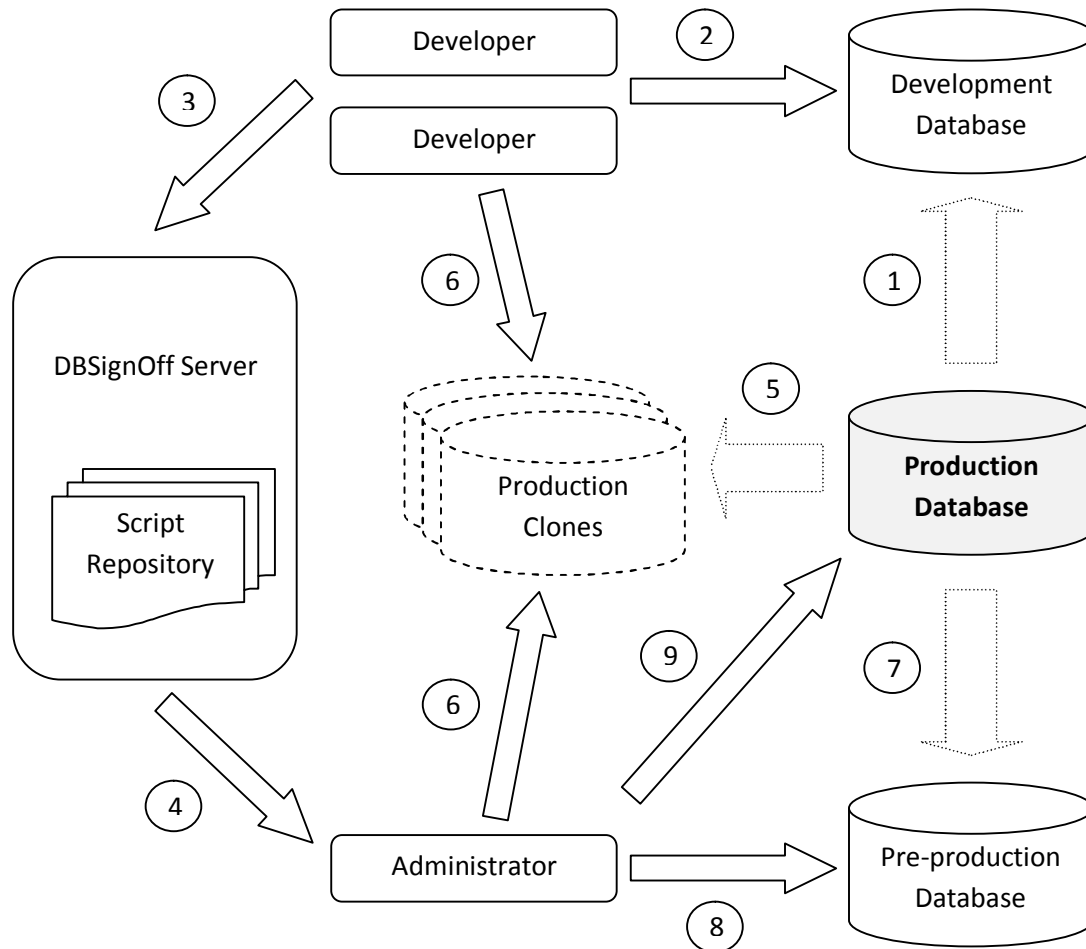 Developer
2
Development
Database
3
Developer
6
1
DBSignOff Server
5
Production
Clones
Production
Database
Script
Repository
9
7
6
4
Administrator
8
Pre-production
Database